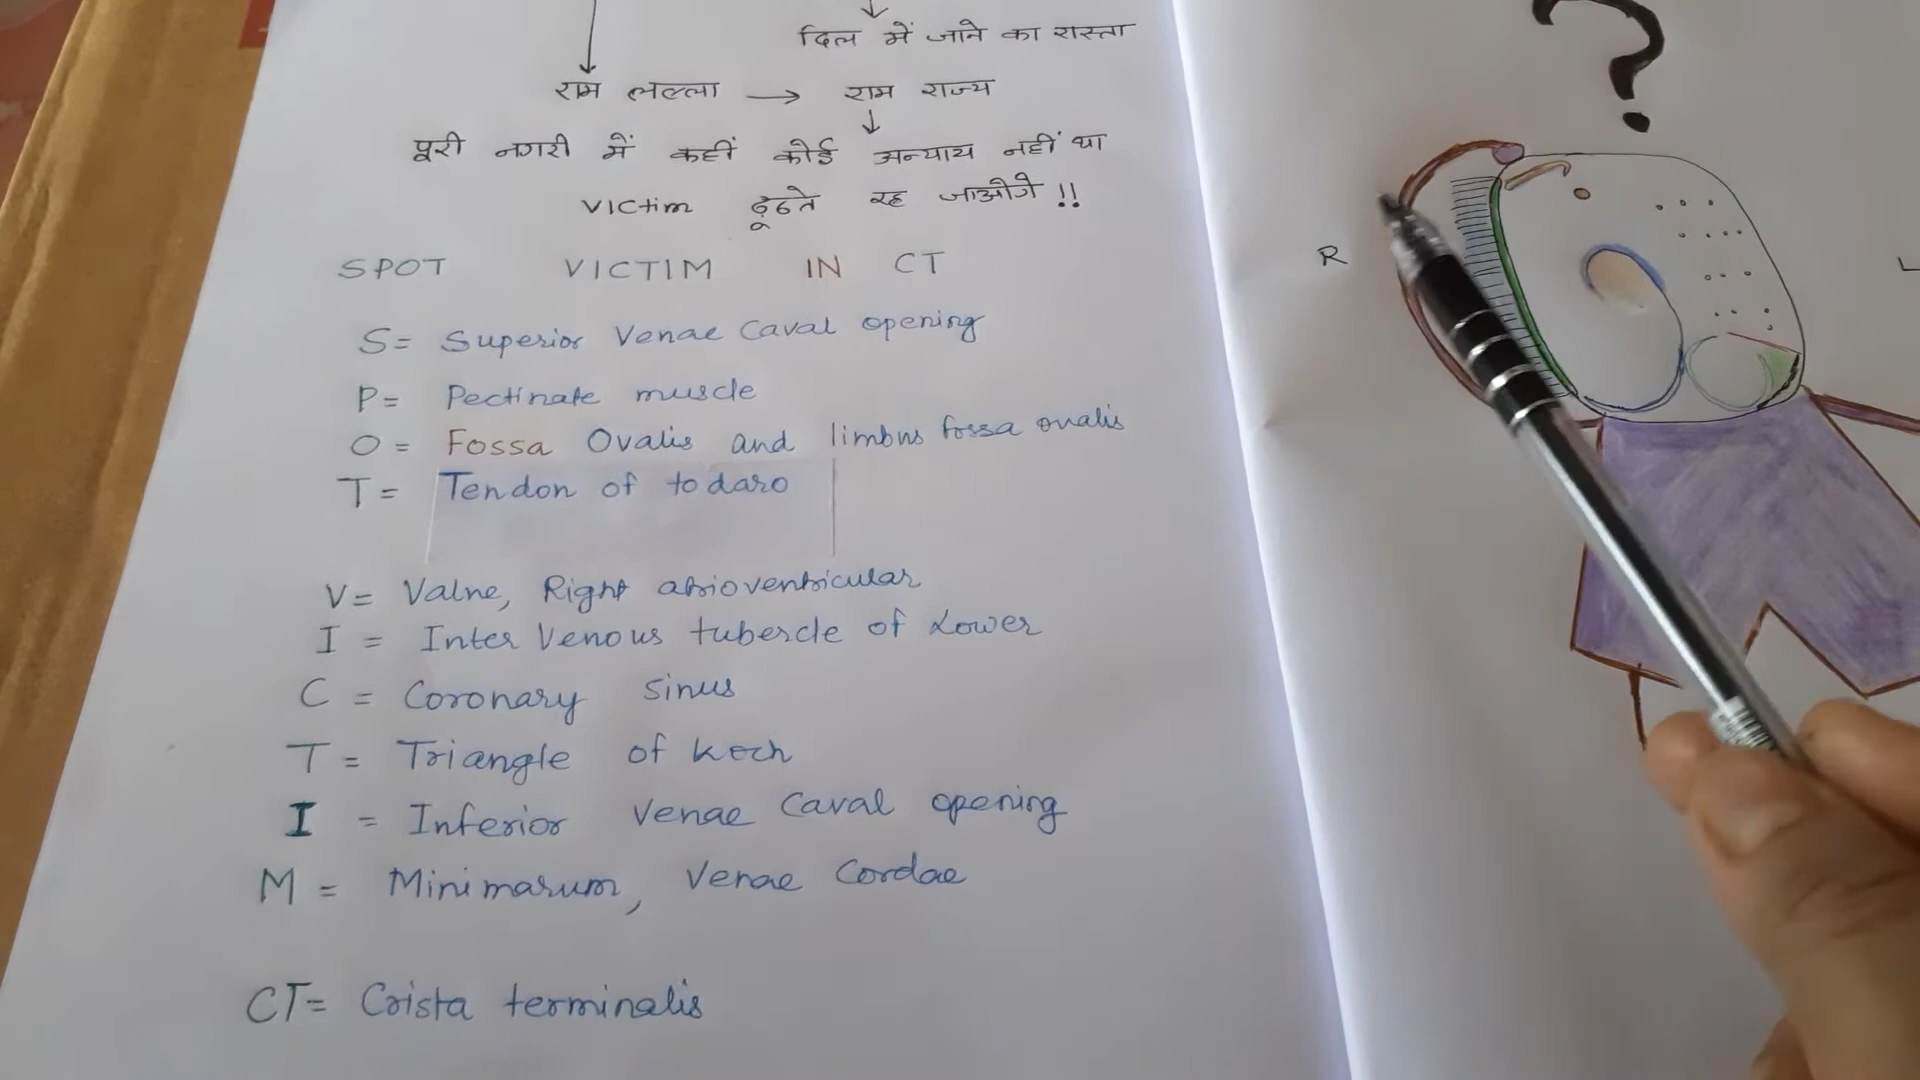 दिल में जाने का रास्ता
राम लल्ला → राम राज्य
पूरी नगरी में कहीं कोई अन्याय नहीं था
VICtim ढूढते रह जाओगे !!
SPOT VICTIM IN CT
S= Superior Venae Caval opening
P= Pectinate muscle
O= Fossa Ovalis and limbus fossa ovalis
T= Tendon of todaro
V= Valve, Right atrioventricular
I = Inter Venous tubercle of Lower
C = Coronary sinus
T = Triangle of Koch
I = Inferior Venae Caval opening
M = Minimarum, Venae Cordae
CT= Crista terminalis
?
R
L